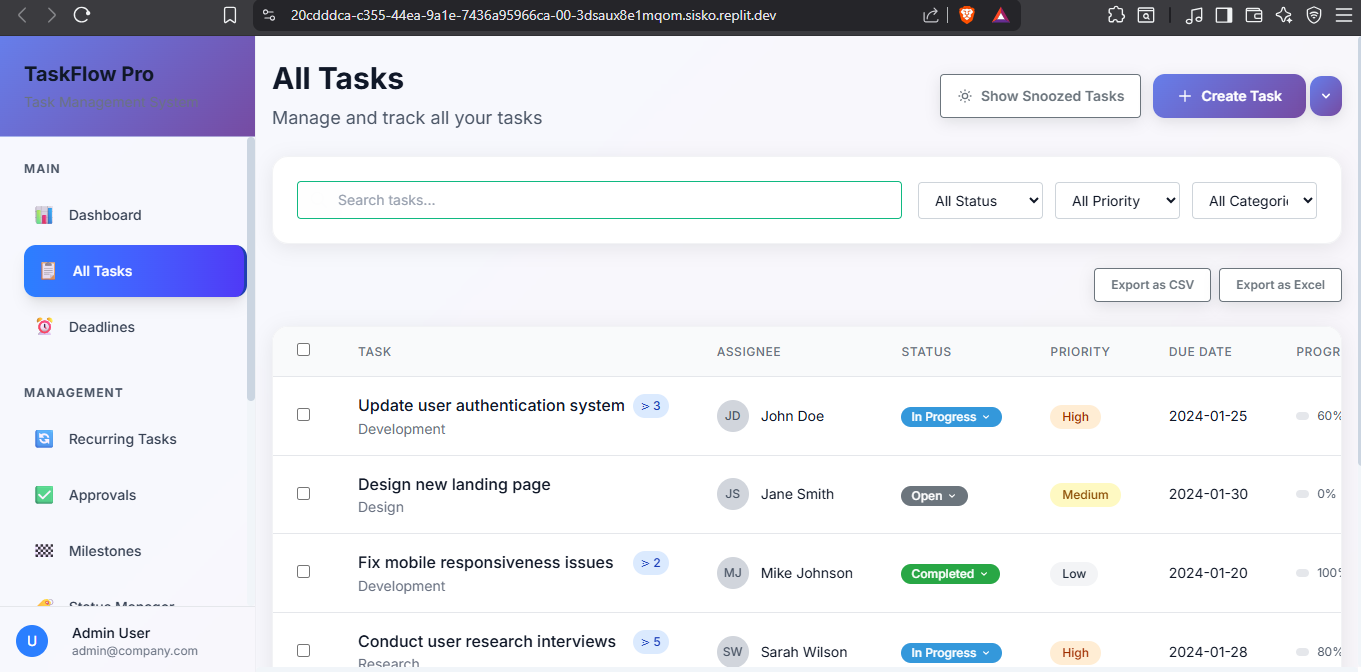 20cdddca-c355-44ea-9a1e-7436a95966ca-00-3dsaux8e1mqom.sisko.replit.dev
TaskFlow Pro
Task Management System
MAIN
Dashboard
All Tasks
Deadlines
MANAGEMENT
Recurring Tasks
Approvals
Milestones
Status Manager
U
Admin User
admin@company.com
All Tasks
Manage and track all your tasks
Show Snoozed Tasks
+ Create Task
Search tasks...
All Status
All Priority
All Categori
Export as CSV
Export as Excel
TASK ASSIGNEE STATUS PRIORITY DUE DATE PROGR
Update user authentication system > 3
Development
JD John Doe In Progress High 2024-01-25 60%
Design new landing page
Design
JS Jane Smith Open Medium 2024-01-30 0%
Fix mobile responsiveness issues > 2
Development
MJ Mike Johnson Completed Low 2024-01-20 100%
Conduct user research interviews > 5
Research
SW Sarah Wilson In Progress High 2024-01-28 80%